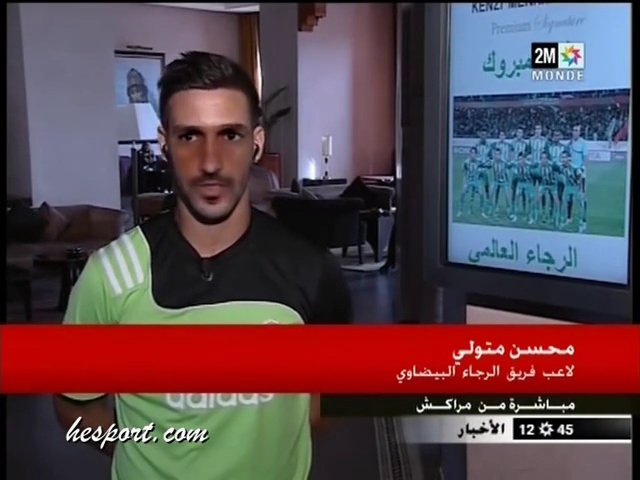 KENZI MENARA
Premium Signature
مبروك
2M
MONDE
الرجاء العالمي
محسن متولي
لاعب فريق الرجاء البيضاوي
مباشرة من مراكش
الأخبار 12 45
adidas
hesport.com